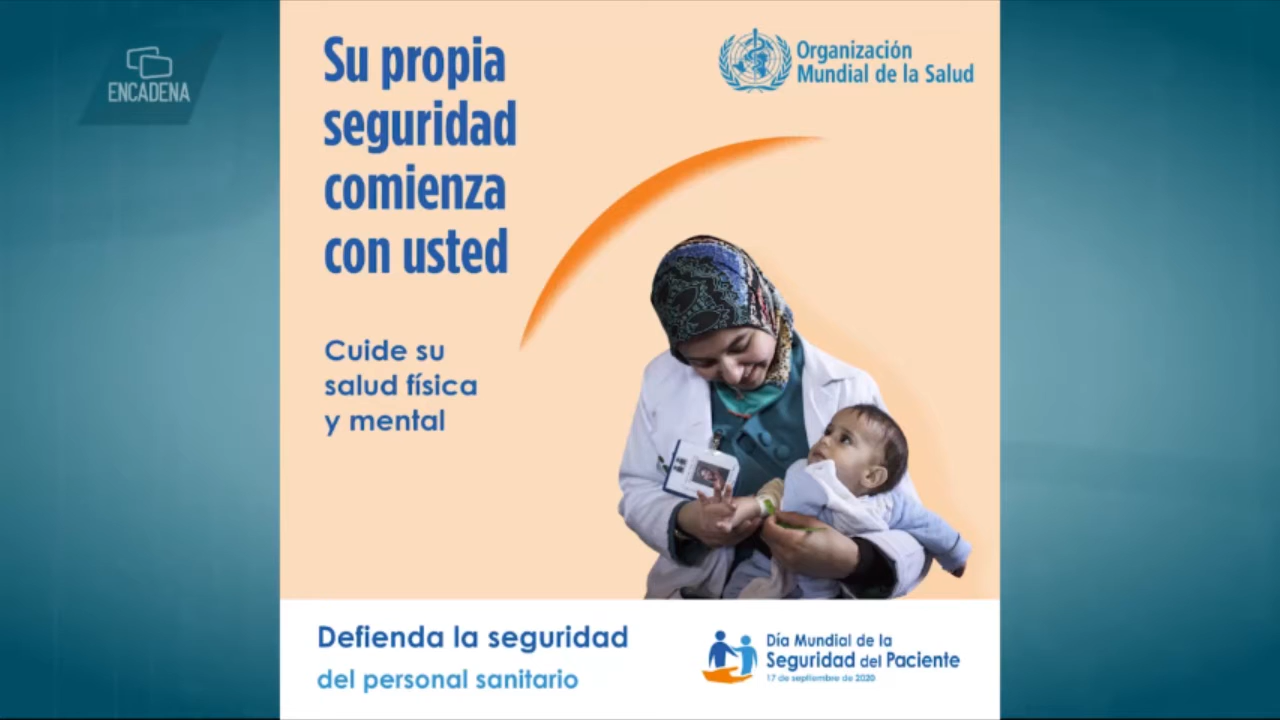 ENCADENA
Su propia
seguridad
comienza
con usted
Organización
Mundial de la Salud
Cuide su
salud física
y mental
Defienda la seguridad
del personal sanitario
Día Mundial de la
Seguridad del Paciente
17 de septiembre de 2020